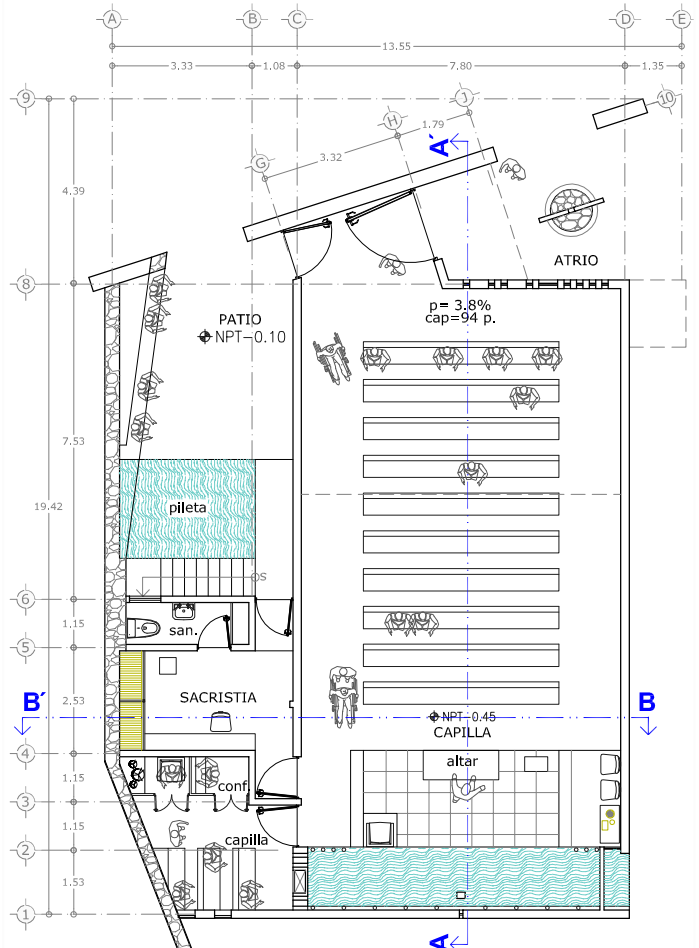 A
B
C
D
E
13.55
3.33
1.08
7.80
1.35
9
10
J
1.79
H
A´
3.32
G
4.39
ATRIO
8
p= 3.8%
cap=94 p.
PATIO
NPT-0.10
7.53
19.42
pileta
6
1.15
san.
5
2.53
SACRISTIA
B´
B
NPT-0.45
CAPILLA
4
altar
1.15
conf.
3
1.15
capilla
2
1.53
1
A